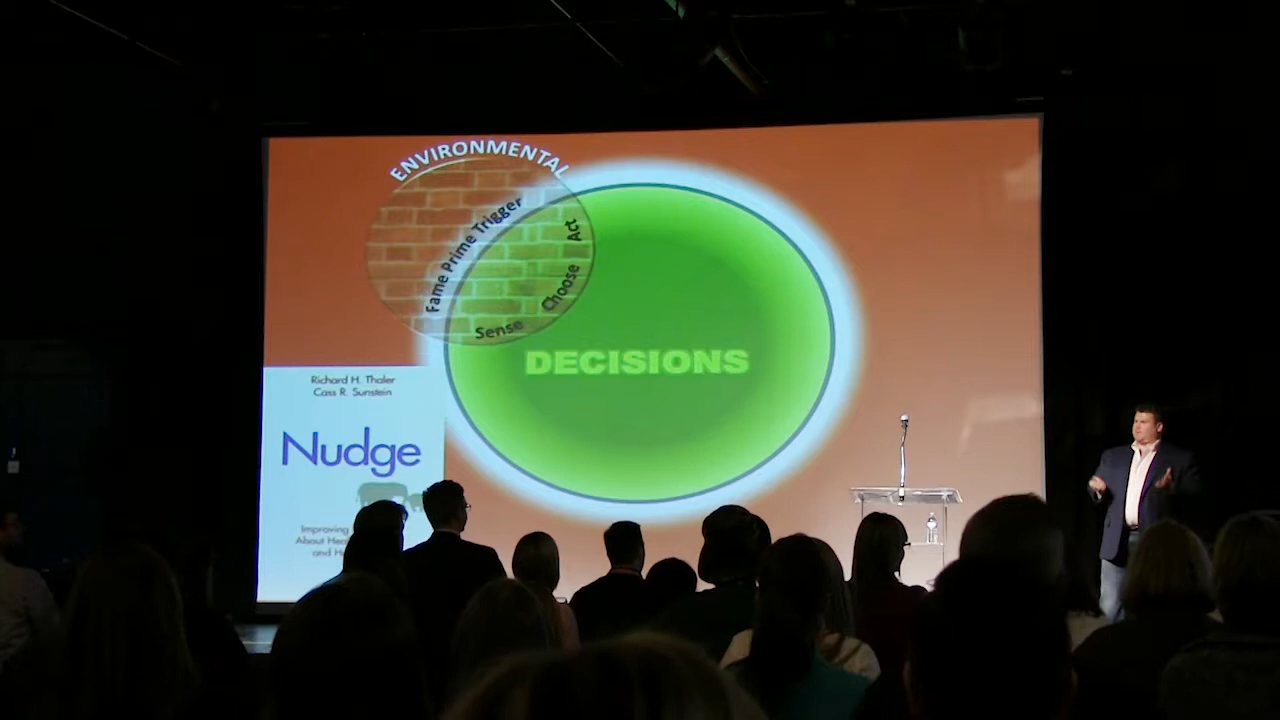 ENVIRONMENTAL
Fame Prime Trigger
Act
Choose
Sense
DECISIONS
Richard H. Thaler
Cass R. Sunstein
Nudge
Improving
About
and